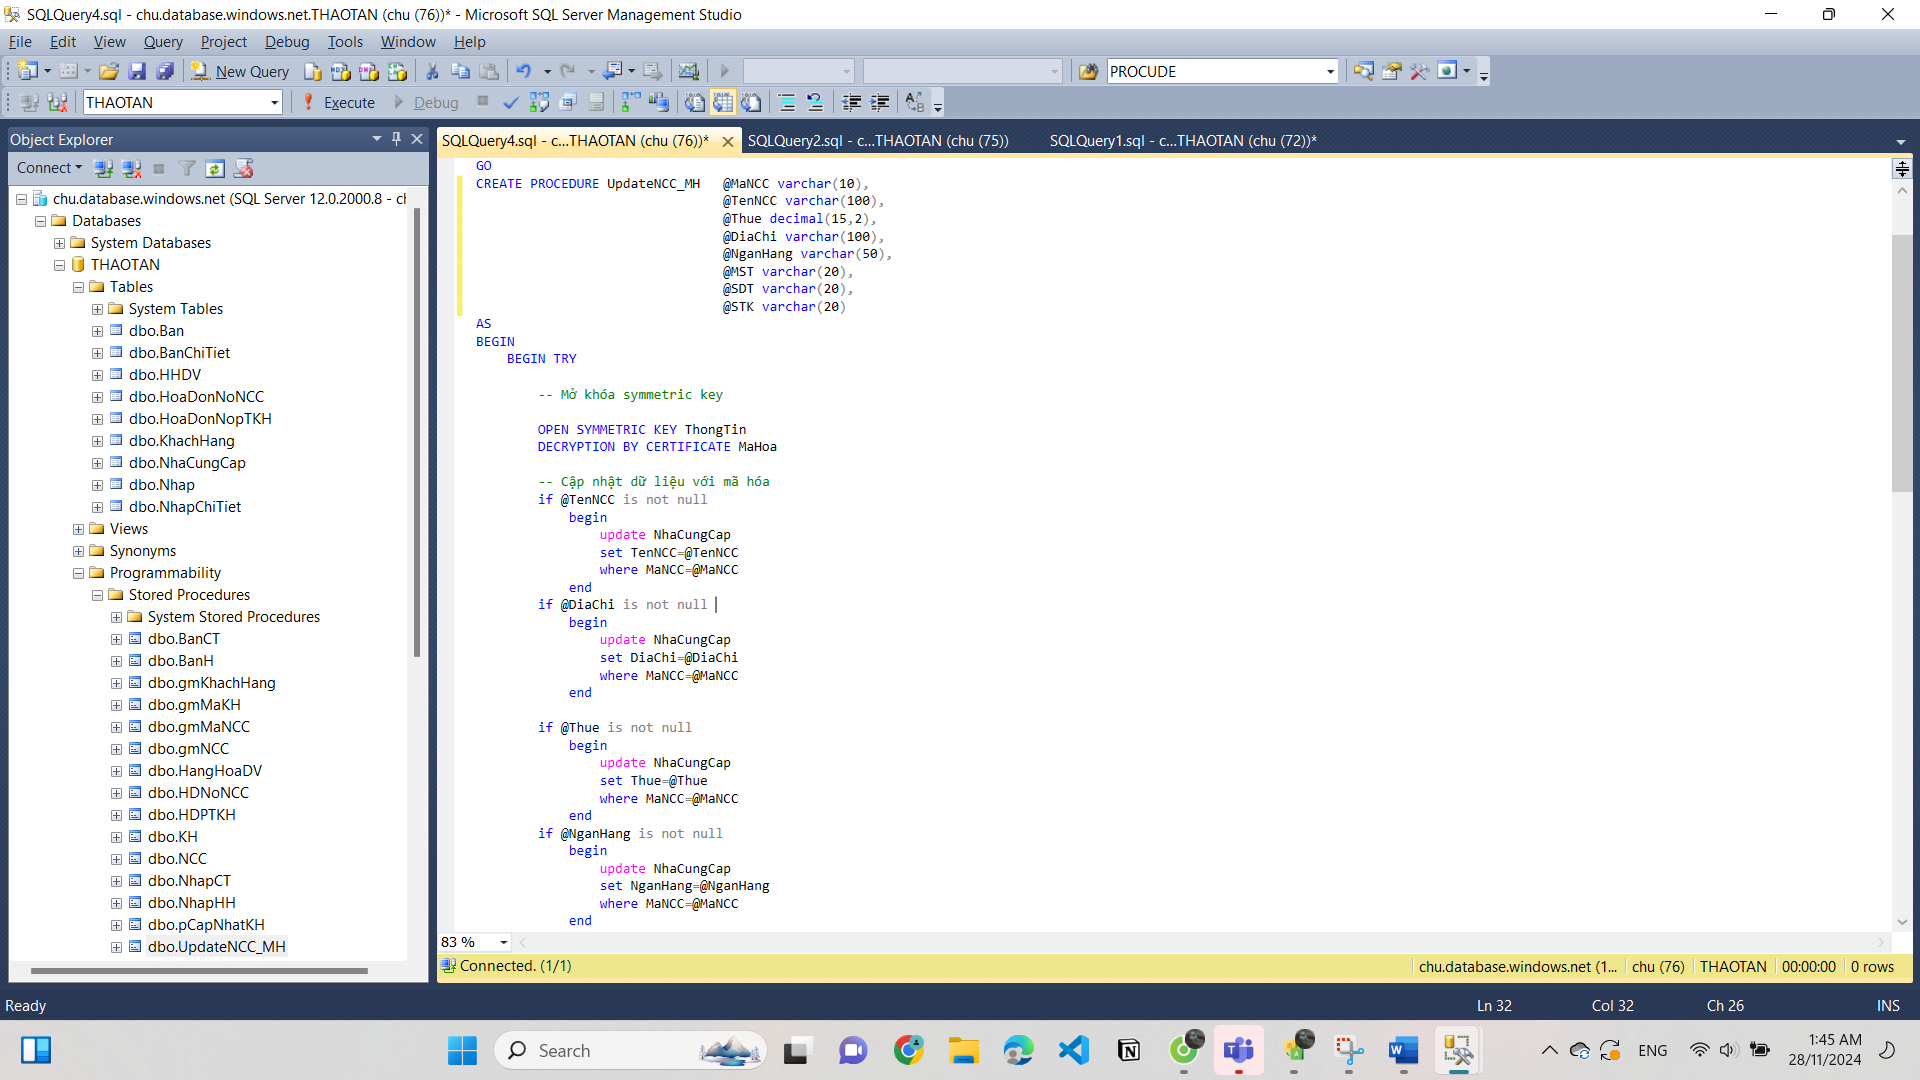 SQLQuery4.sql - chu.database.windows.net.THAOTAN (chu (76))* - Microsoft SQL Server Management Studio
File Edit View Query Project Debug Tools Window Help
New Query
PROCUDE
THAOTAN
Execute
Debug
Object Explorer
SQLQuery4.sql - c...THAOTAN (chu (76))*
SQLQuery2.sql - c...THAOTAN (chu (75))
SQLQuery1.sql - c...THAOTAN (chu (72))*
Connect
chu.database.windows.net (SQL Server 12.0.2000.8 - cl
Databases
System Databases
THAOTAN
Tables
System Tables
dbo.Ban
dbo.BanChiTiet
dbo.HHDV
dbo.HoaDonNoNCC
dbo.HoaDonNopTKH
dbo.KhachHang
dbo.NhaCungCap
dbo.Nhap
dbo.NhapChiTiet
Views
Synonyms
Programmability
Stored Procedures
System Stored Procedures
dbo.BanCT
dbo.BanH
dbo.gmKhachHang
dbo.gmMaKH
dbo.gmMaNCC
dbo.gmNCC
dbo.HangHoaDV
dbo.HDNoNCC
dbo.HDPTKH
dbo.KH
dbo.NCC
dbo.NhapCT
dbo.NhapHH
dbo.pCapNhatKH
dbo.UpdateNCC_MH
GO
CREATE PROCEDURE UpdateNCC_MH @MaNCC varchar(10),
@TenNCC varchar(100),
@Thue decimal(15,2),
@DiaChi varchar(100),
@NganHang varchar(50),
@MST varchar(20),
@SDT varchar(20),
@STK varchar(20)
AS
BEGIN
BEGIN TRY
-- Mở khóa symmetric key
OPEN SYMMETRIC KEY ThongTin
DECRYPTION BY CERTIFICATE MaHoa
-- Cập nhật dữ liệu với mã hóa
if @TenNCC is not null
begin
update NhaCungCap
set TenNCC=@TenNCC
where MaNCC=@MaNCC
end
if @DiaChi is not null
begin
update NhaCungCap
set DiaChi=@DiaChi
where MaNCC=@MaNCC
end
if @Thue is not null
begin
update NhaCungCap
set Thue=@Thue
where MaNCC=@MaNCC
end
if @NganHang is not null
begin
update NhaCungCap
set NganHang=@NganHang
where MaNCC=@MaNCC
end
83 %
Connected. (1/1)
chu.database.windows.net (1... chu (76) THAOTAN 00:00:00 0 rows
Ready
Ln 32 Col 32 Ch 26 INS
Search
ENG
1:45 AM
28/11/2024